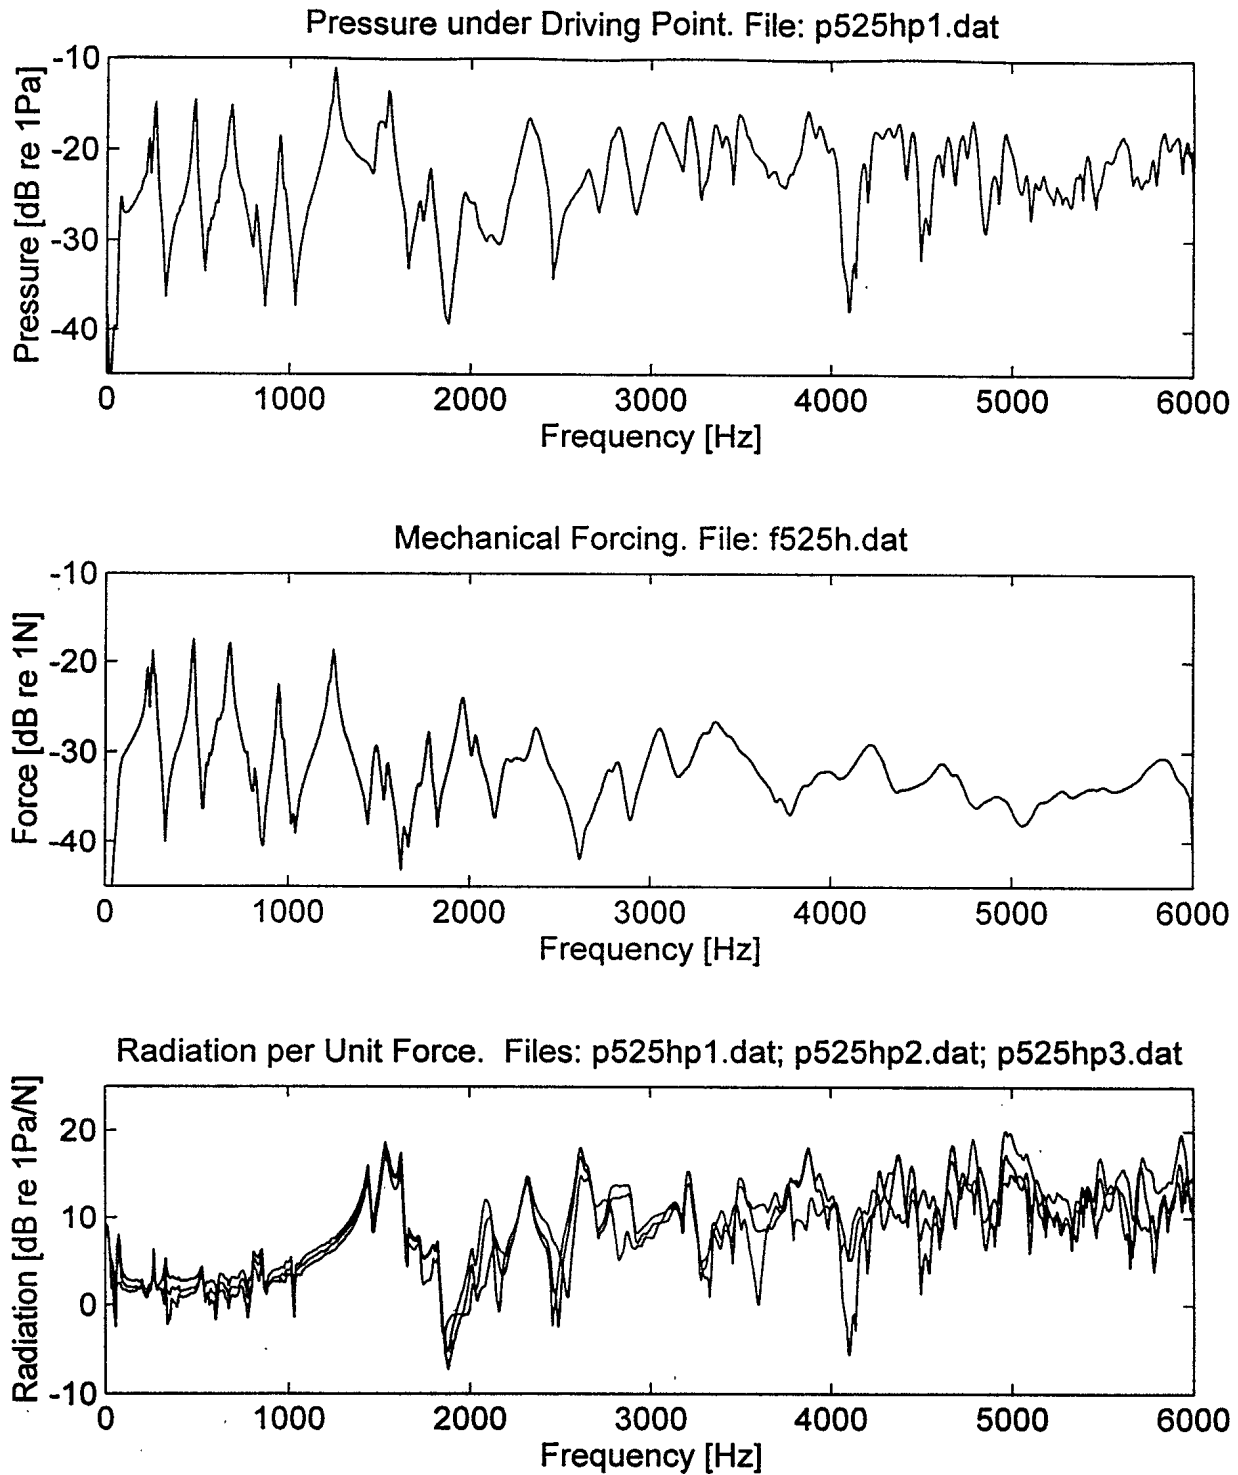 Pressure under Driving Point. File: p525hp1.dat
Pressure [dB re 1Pa]
-10
-20
-30
-40
0 1000 2000 3000 4000 5000 6000
Frequency [Hz]
Mechanical Forcing. File: f525h.dat
Force [dB re 1N]
-10
-20
-30
-40
0 1000 2000 3000 4000 5000 6000
Frequency [Hz]
Radiation per Unit Force. Files: p525hp1.dat; p525hp2.dat; p525hp3.dat
Radiation [dB re 1Pa/N]
20
10
0
-10
0 1000 2000 3000 4000 5000 6000
Frequency [Hz]